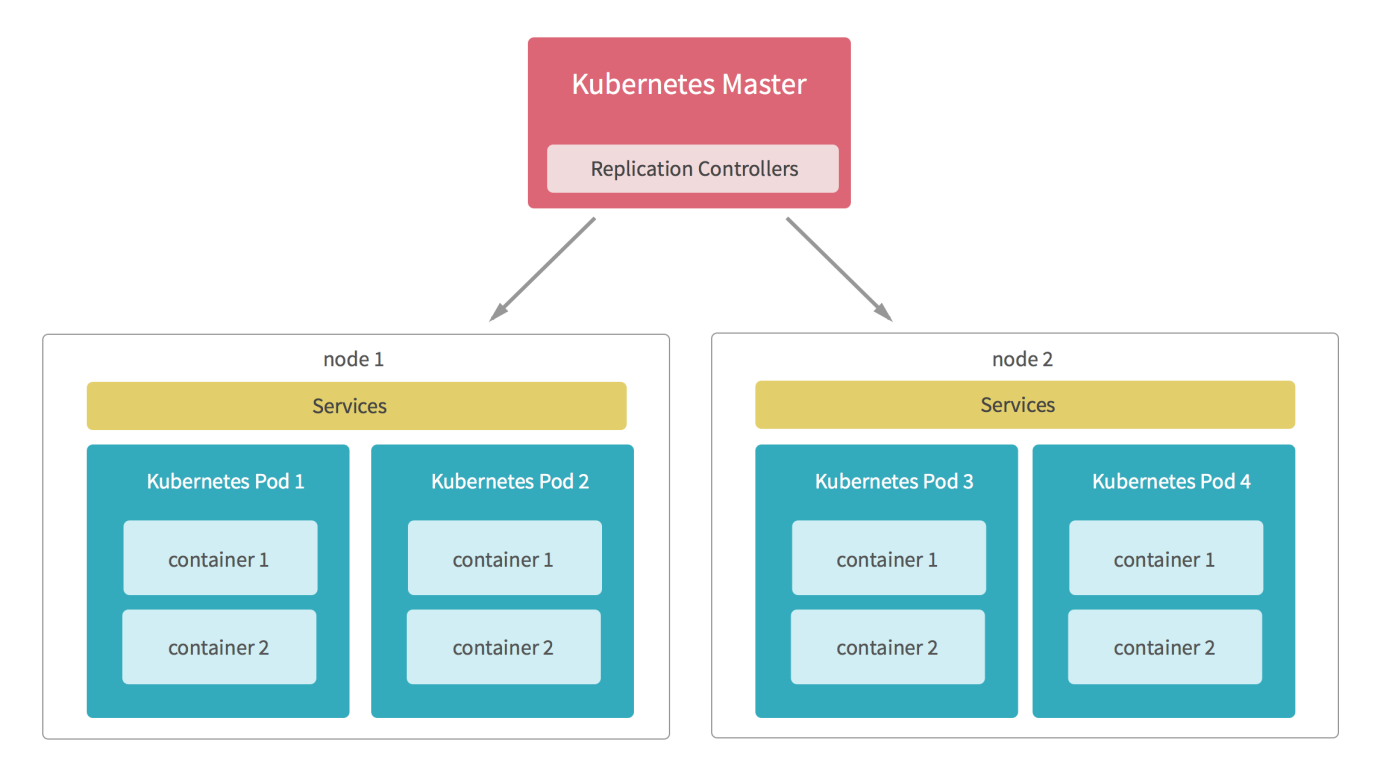 Kubernetes Master
Replication Controllers
node 1
Services
Kubernetes Pod 1
container 1
container 2
Kubernetes Pod 2
container 1
container 2
node 2
Services
Kubernetes Pod 3
container 1
container 2
Kubernetes Pod 4
container 1
container 2